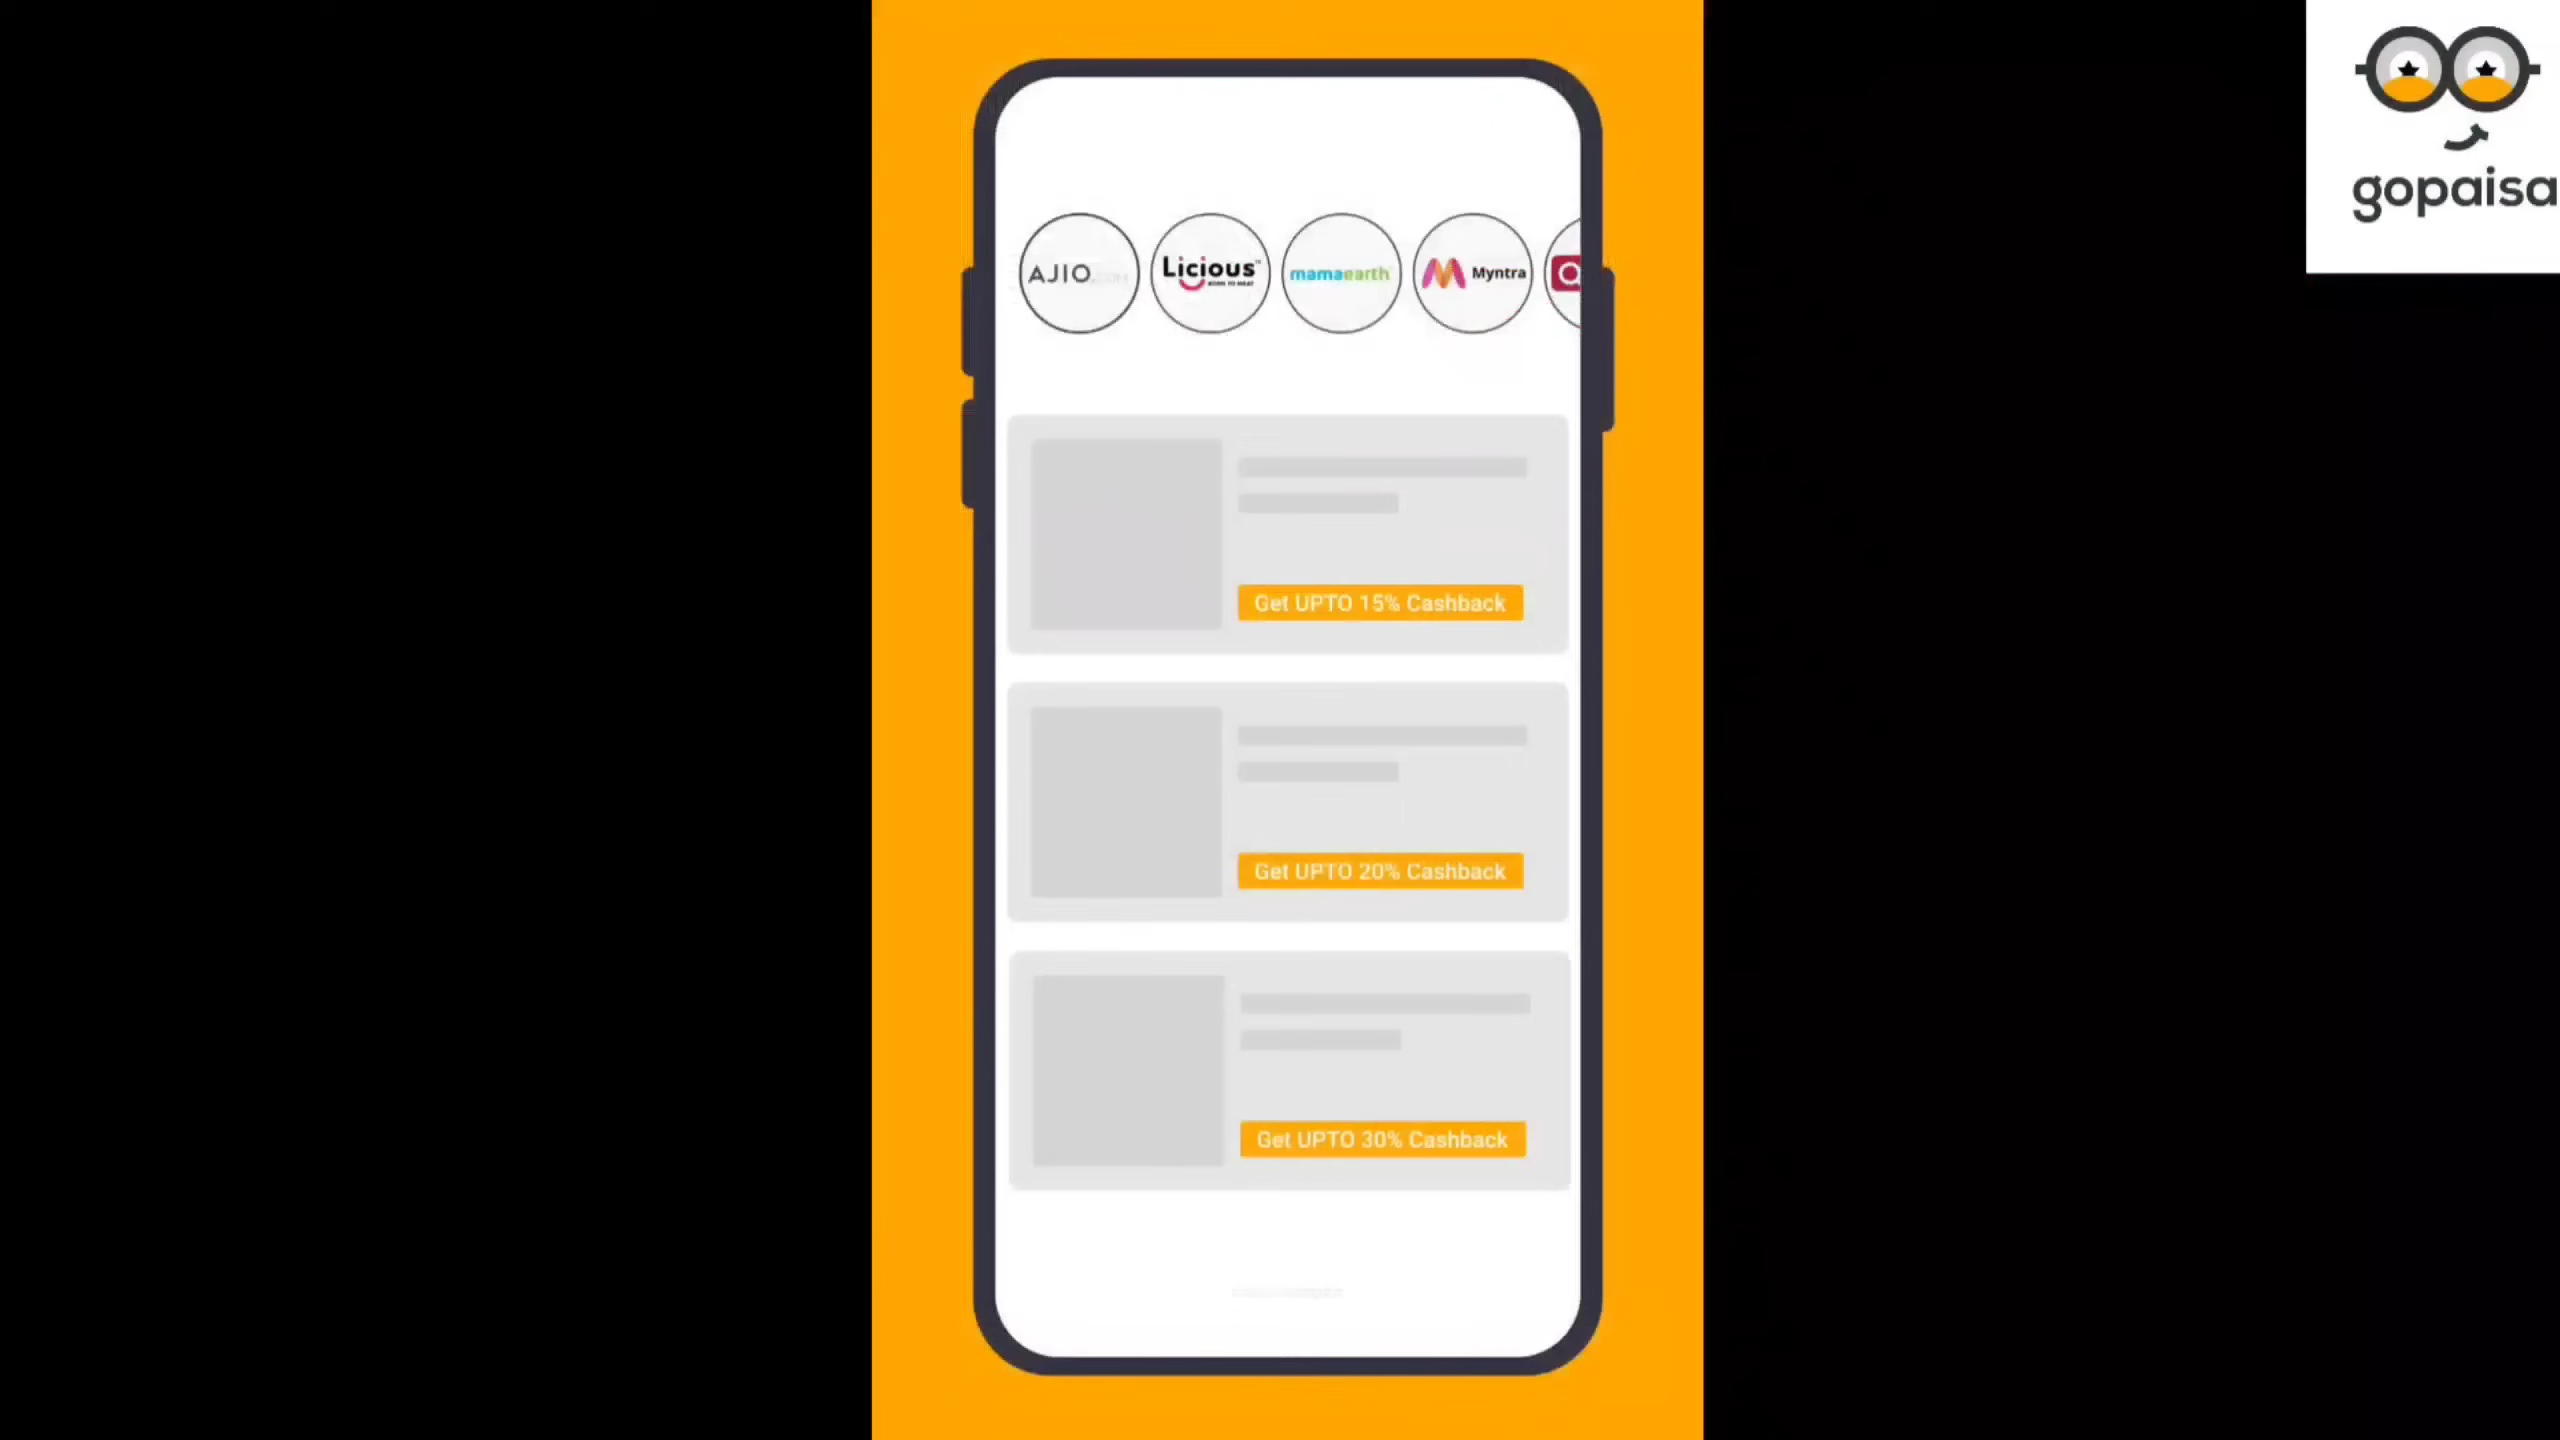 gopaisa
AJIO
Licious
mamaearth
Myntra
Get UPTO 15% Cashback
Get UPTO 20% Cashback
Get UPTO 30% Cashback